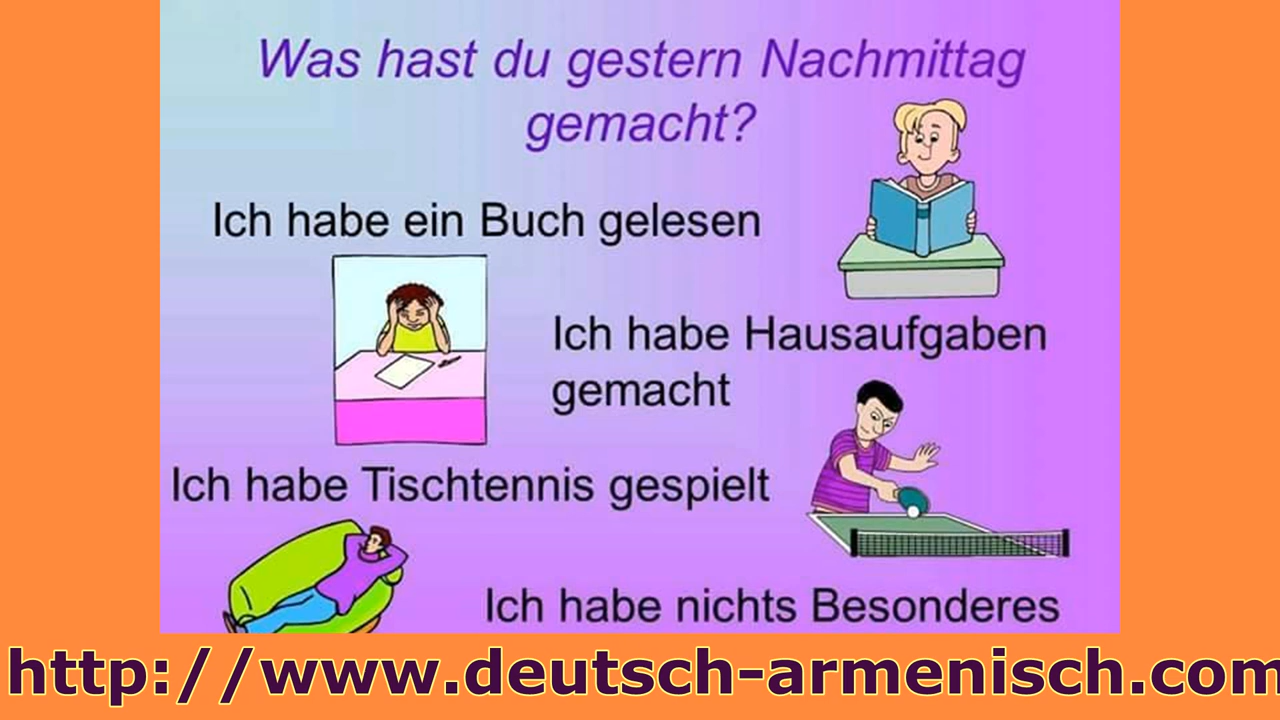 Was hast du gestern Nachmittag
gemacht?
Ich habe ein Buch gelesen
Ich habe Hausaufgaben
gemacht
Ich habe Tischtennis gespielt
Ich habe nichts Besonderes
http://www.deutsch-armenisch.com